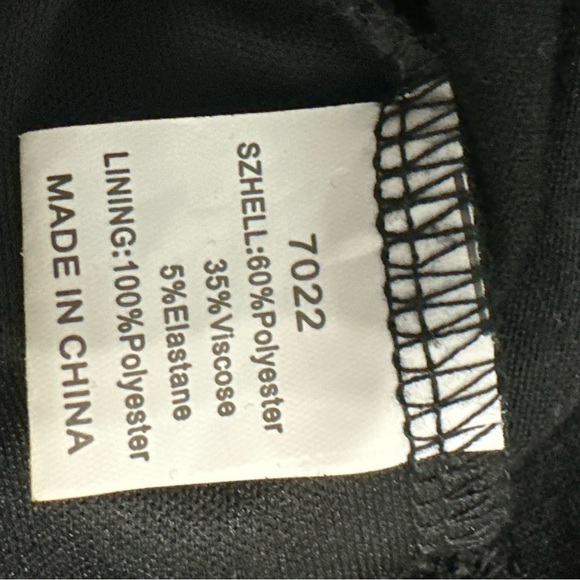 7022
SZHELL:60%Polyester
35%Viscose
5%Elastane
LINING:100%Polyester
MADE IN CHINA